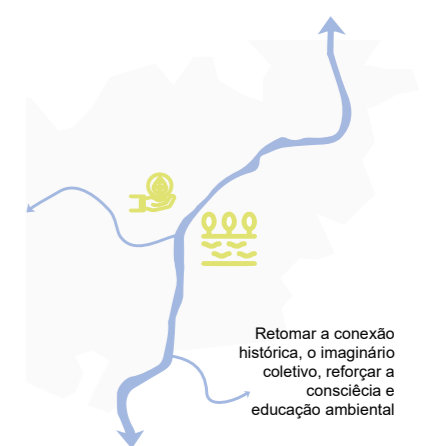 Retomar a conexão
histórica, o imaginário
coletivo, reforçar a
consciêcia e
educação ambiental